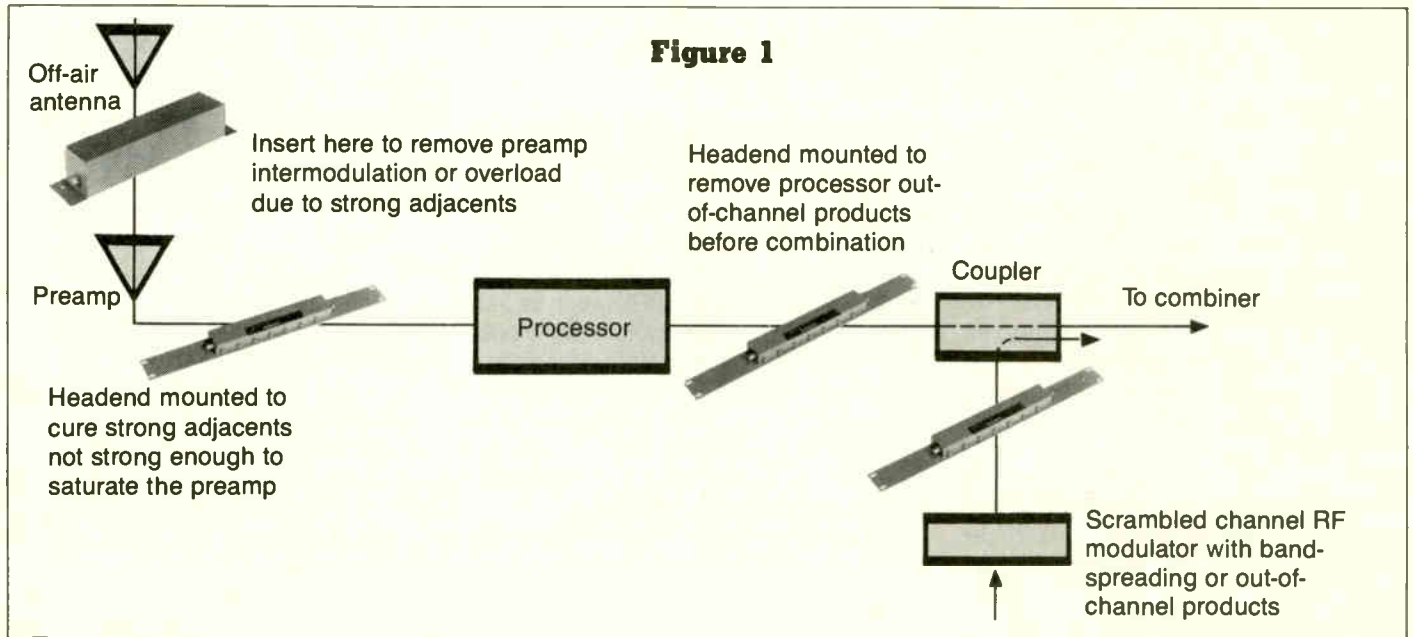 Figure 1
Off-air
antenna
Insert here to remove preamp
intermodulation or overload
due to strong adjacents
Preamp
Headend mounted to
cure strong adjacents
not strong enough to
saturate the preamp
Processor
Headend mounted to
remove processor out-
of-channel products
before combination
Coupler
To combiner
Scrambled channel RF
modulator with band-
spreading or out-of-
channel products